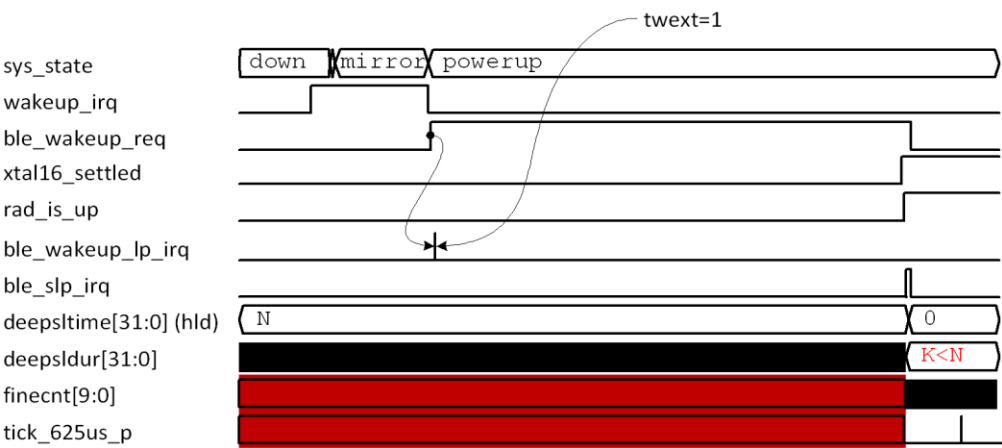 twext=1
sys_state down mirror powerup
wakeup_irq
ble_wakeup_req
xtal16_settled
rad_is_up
ble_wakeup_lp_irq
ble_slp_irq
deepsltime[31:0] (hld) N 0
deepsldur[31:0] K<N
finecnt[9:0]
tick_625us_p